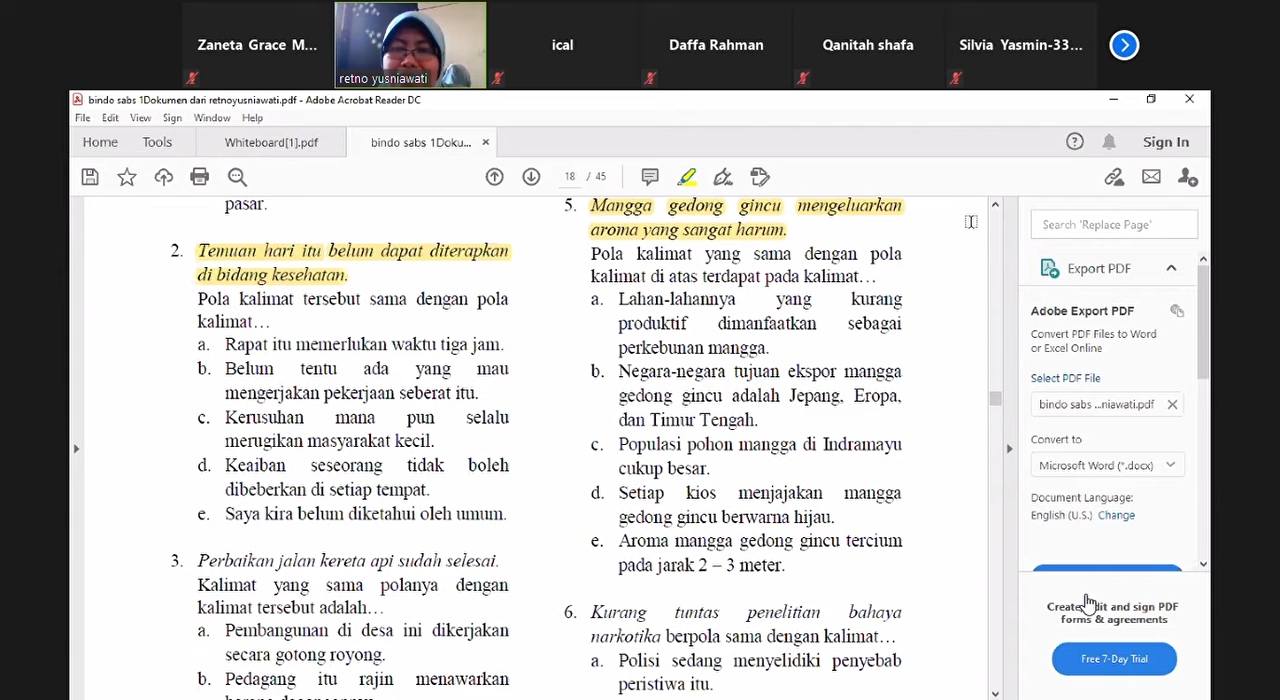 Zaneta Grace M...
retno yusniawati
ical
Daffa Rahman
Qanitah shafa
Silvia Yasmin-33...
bindo sabs 1Dokumen dari retnoyusniawati.pdf - Adobe Acrobat Reader DC
File Edit View Sign Window Help
Home Tools Whiteboard[1].pdf bindo sabs 1Doku... Sign In
18 / 45
pasar.
2. Temuan hari itu belum dapat diterapkan
di bidang kesehatan.
Pola kalimat tersebut sama dengan pola
kalimat…
a. Rapat itu memerlukan waktu tiga jam.
b. Belum tentu ada yang mau
mengerjakan pekerjaan seberat itu.
c. Kerusuhan mana pun selalu
merugikan masyarakat kecil.
d. Keaiban seseorang tidak boleh
dibeberkan di setiap tempat.
e. Saya kira belum diketahui oleh umum.
3. Perbaikan jalan kereta api sudah selesai.
Kalimat yang sama polanya dengan
kalimat tersebut adalah…
a. Pembangunan di desa ini dikerjakan
secara gotong royong.
b. Pedagang itu rajin menawarkan
5. Mangga gedong gincu mengeluarkan
aroma yang sangat harum.
Pola kalimat yang sama dengan pola
kalimat di atas terdapat pada kalimat…
a. Lahan-lahannya yang kurang
produktif dimanfaatkan sebagai
perkebunan mangga.
b. Negara-negara tujuan ekspor mangga
gedong gincu adalah Jepang, Eropa,
dan Timur Tengah.
c. Populasi pohon mangga di Indramayu
cukup besar.
d. Setiap kios menjajakan mangga
gedong gincu berwarna hijau.
e. Aroma mangga gedong gincu tercium
pada jarak 2 – 3 meter.
6. Kurang tuntas penelitian bahaya
narkotika berpola sama dengan kalimat…
a. Polisi sedang menyelidiki penyebab
peristiwa itu.
Search 'Replace Page'
Export PDF
Adobe Export PDF
Convert PDF Files to Word
or Excel Online
Select PDF File
bindo sabs ...niawati.pdf
Convert to
Microsoft Word (*.docx)
Document Language:
English (U.S.) Change
Create, edit and sign PDF
forms & agreements
Free 7-Day Trial